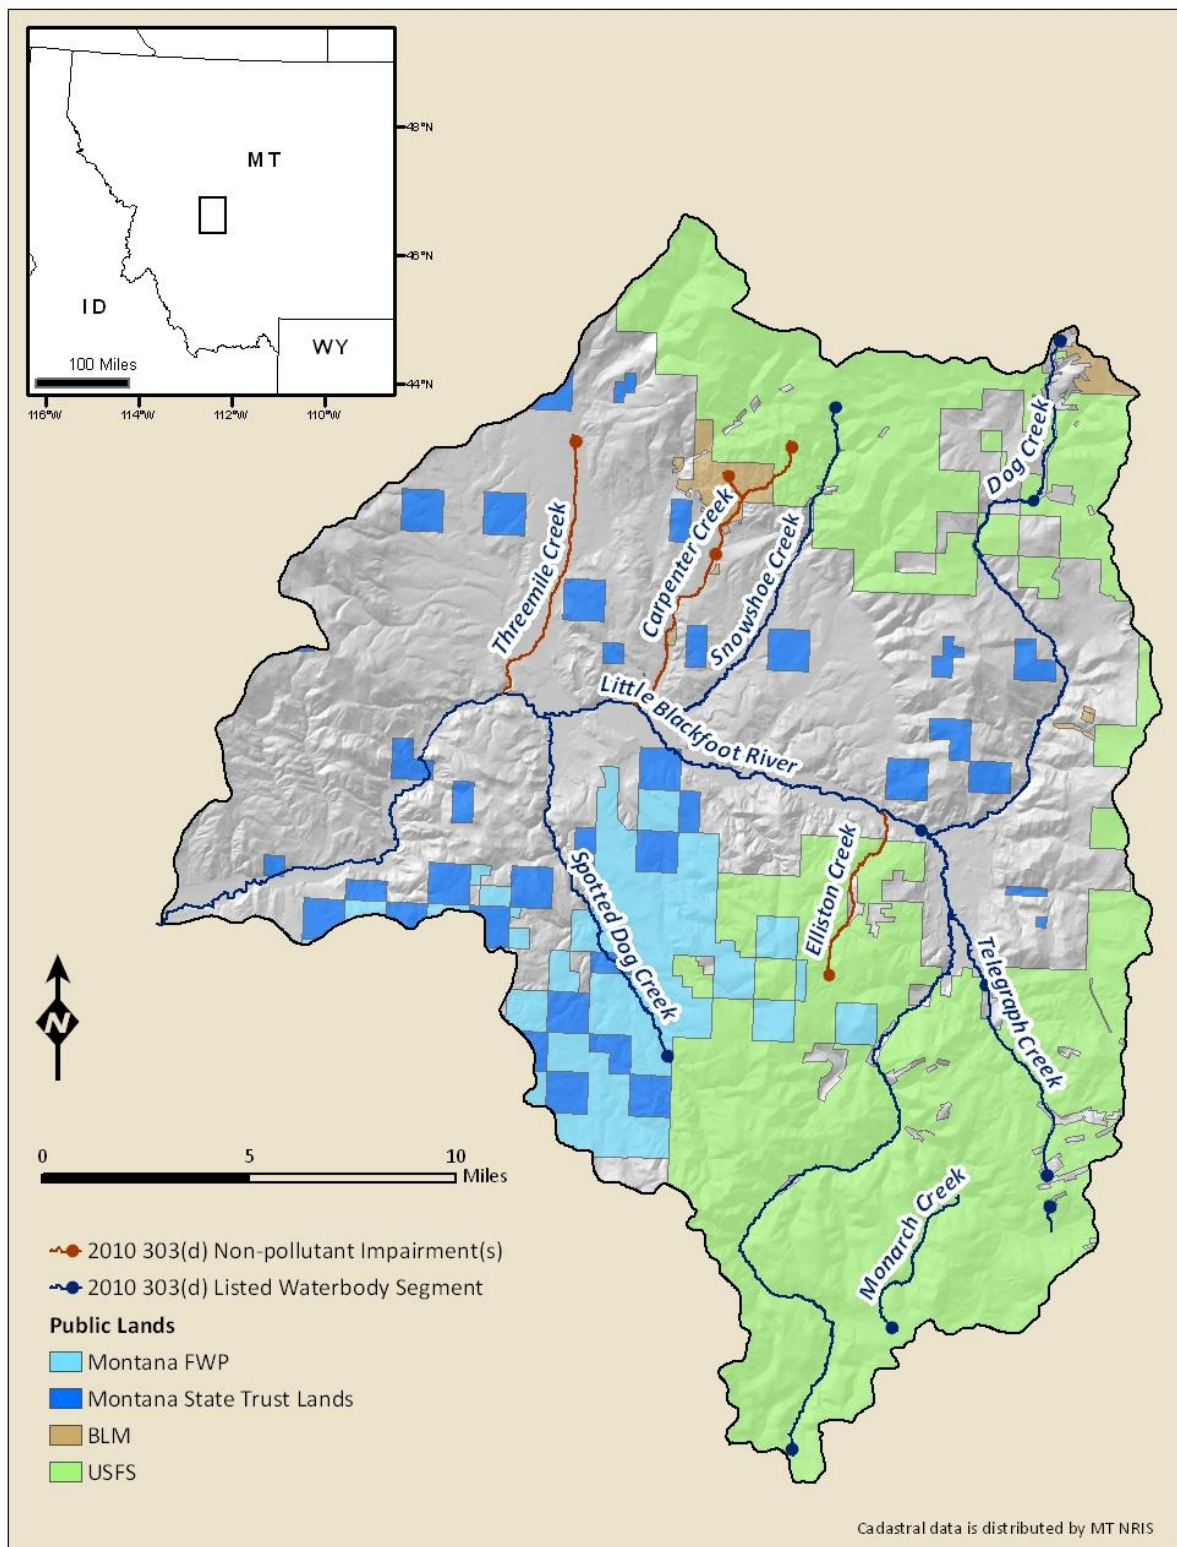 MT
ID
WY
100 Miles
48°N
46°N
44°N
116°W
114°W
112°W
110°W
Dog Creek
Threemile Creek
Carpenter Creek
Snowshoe Creek
Little Blackfoot River
Spotted Dog Creek
Elliston Creek
Telegraph Creek
Monarch Creek
N
0 5 10
Miles
2010 303(d) Non-pollutant Impairment(s)
2010 303(d) Listed Waterbody Segment
Public Lands
Montana FWP
Montana State Trust Lands
BLM
USFS
Cadastral data is distributed by MT NRIS